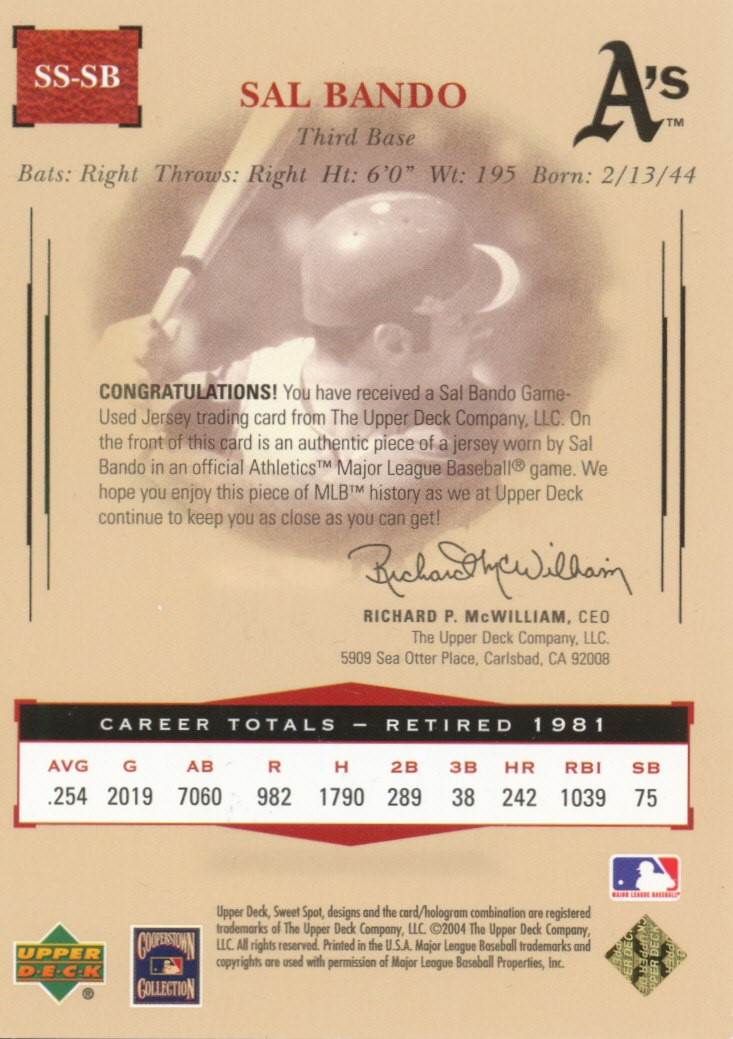 SS-SB
A's™
SAL BANDO
Third Base
Bats: Right Throws: Right Ht: 6'0" Wt: 195 Born: 2/13/44
CONGRATULATIONS! You have received a Sal Bando Game-
Used Jersey trading card from The Upper Deck Company, LLC. On
the front of this card is an authentic piece of a jersey worn by Sal
Bando in an official Athletics™ Major League Baseball® game. We
hope you enjoy this piece of MLB™ history as we at Upper Deck
continue to keep you as close as you can get!
Richard P. McWilliam
RICHARD P. McWILLIAM, CEO
The Upper Deck Company, LLC.
5909 Sea Otter Place, Carlsbad, CA 92008
CAREER TOTALS – RETIRED 1981
AVG G AB R H 2B 3B HR RBI SB
.254 2019 7060 982 1790 289 38 242 1039 75
MAJOR LEAGUE BASEBALL
Upper Deck, Sweet Spot, designs and the card/hologram combination are registered
trademarks of The Upper Deck Company, LLC. ©2004 The Upper Deck Company,
LLC. All rights reserved. Printed in the U.S.A. Major League Baseball trademarks and
copyrights are used with permission of Major League Baseball Properties, Inc.
UPPER
D·E·C·K
®
COOPERSTOWN
COLLECTION
UPPER DECK